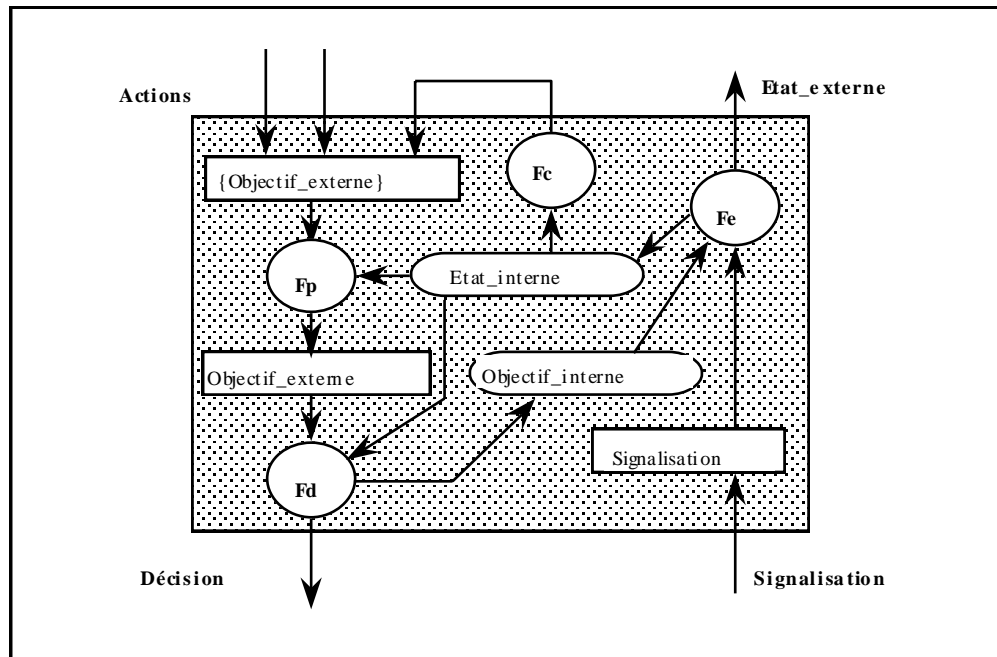 Actions
Etat_externe
{Objectif_externe}
Fc
Fe
Fp
Etat_interne
Objectif_externe
Objectif_interne
Signalisation
Fd
Décision
Signalisation